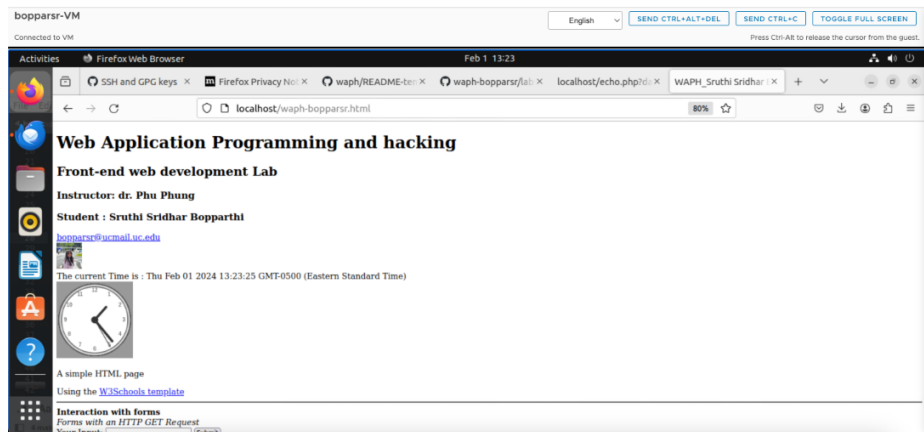 bopparsr-VM
English
SEND CTRL+ALT+DEL
SEND CTRL+C
TOGGLE FULL SCREEN
Connected to VM
Press Ctrl-Alt to release the cursor from the guest.
Activities
Firefox Web Browser
Feb 1 13:23
SSH and GPG keys
Firefox Privacy No
waph/README-te
waph-bopparsr/la
localhost/echo.php?d
WAPH_Sruthi Sridhar
localhost/waph-bopparsr.html
80%
Web Application Programming and hacking
Front-end web development Lab
Instructor: dr. Phu Phung
Student : Sruthi Sridhar Bopparthi
bopparsr@ucmail.uc.edu
The current Time is : Thu Feb 01 2024 13:23:25 GMT-0500 (Eastern Standard Time)
A simple HTML page
Using the W3Schools template
Interaction with forms
Forms with an HTTP GET Request
Your Input:
Submit